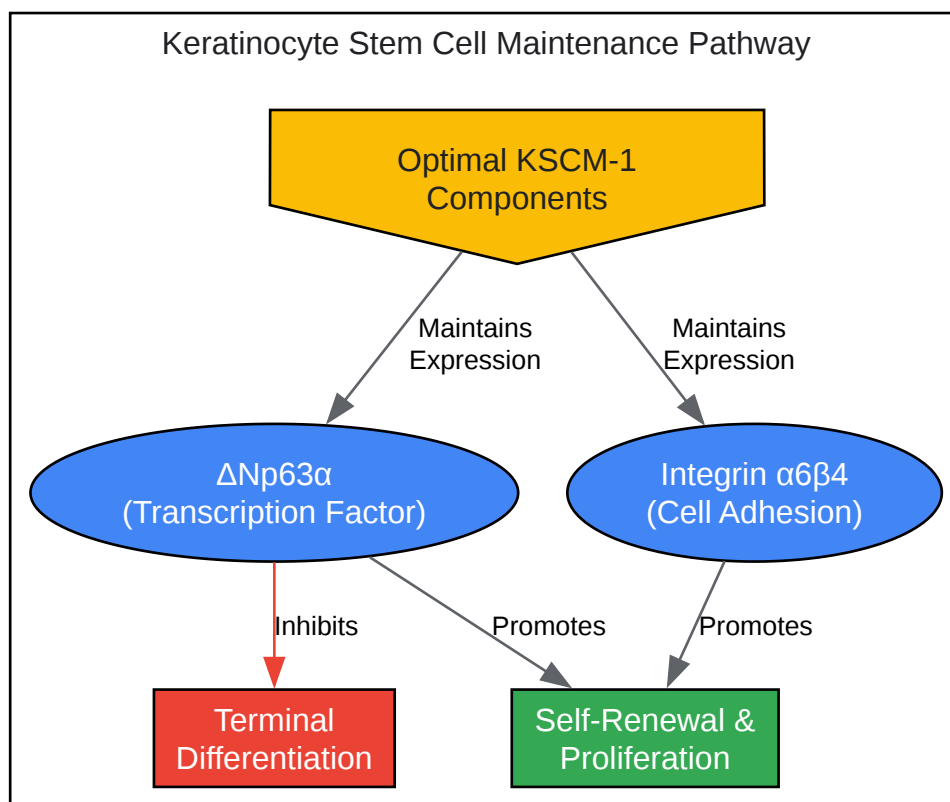 Keratinocyte Stem Cell Maintenance Pathway
Optimal KSCM-1
Components
Maintains
Expression
Maintains
Expression
ΔNp63α
(Transcription Factor)
Integrin α6β4
(Cell Adhesion)
Inhibits
Promotes
Promotes
Terminal
Differentiation
Self-Renewal &
Proliferation